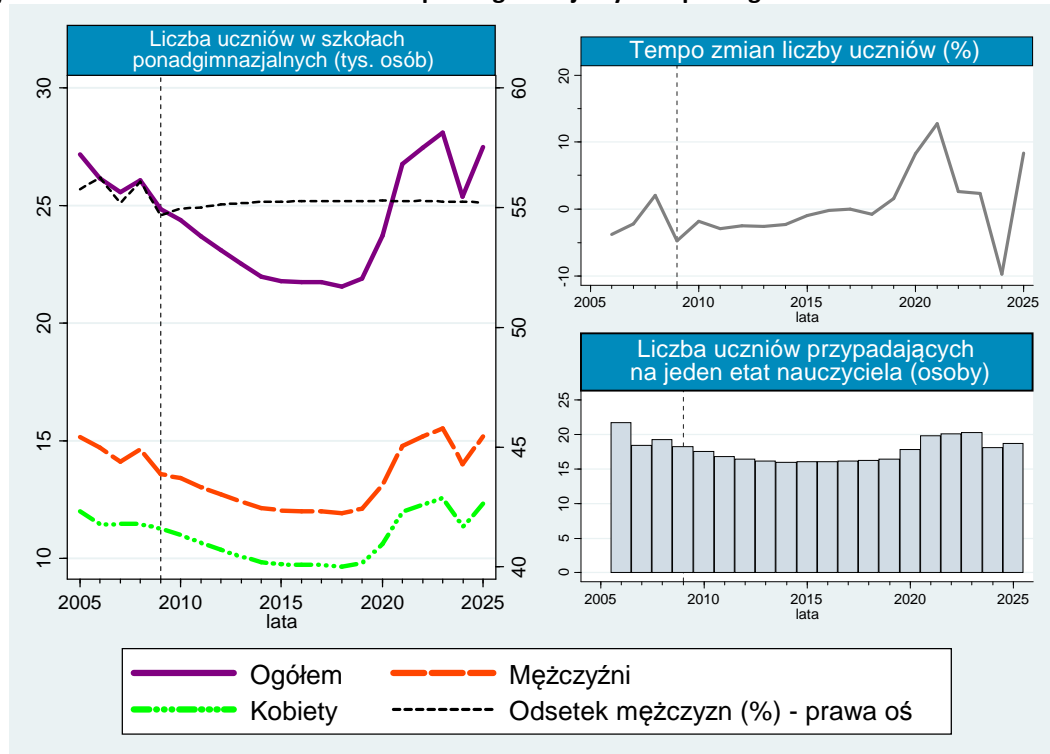 Liczba uczniów w szkołach
ponadgimnazjalnych (tys. osób)
30
25
20
15
10
60
55
50
45
40
2005 2010 2015 2020 2025
lata
Tempo zmian liczby uczniów (%)
20
10
0
-10
2005 2010 2015 2020 2025
lata
Liczba uczniów przypadających
na jeden etat nauczyciela (osoby)
25
20
15
10
5
0
2005 2010 2015 2020 2025
lata
Ogółem Mężczyźni
Kobiety Odsetek mężczyzn (%) - prawa oś